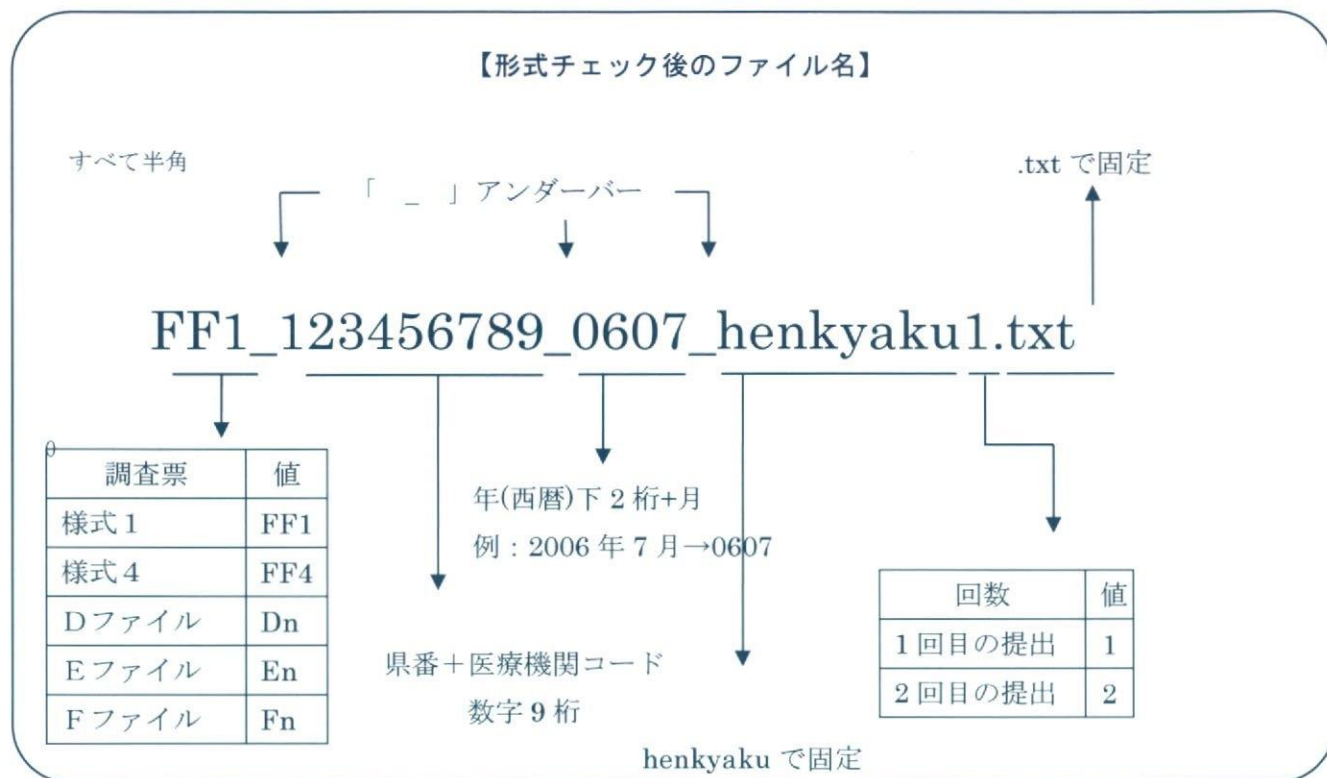 【形式チェック後のファイル名】
すべて半角
.txt で固定
「 _ 」アンダーバー
FF1_123456789_0607_henkyaku1.txt
調査票 値
様式1 FF1
様式4 FF4
Dファイル Dn
Eファイル En
Fファイル Fn
年(西暦)下 2 桁+月
例：2006 年 7 月→0607
県番＋医療機関コード
数字 9 桁
henkyaku で固定
回数 値
1 回目の提出 1
2 回目の提出 2